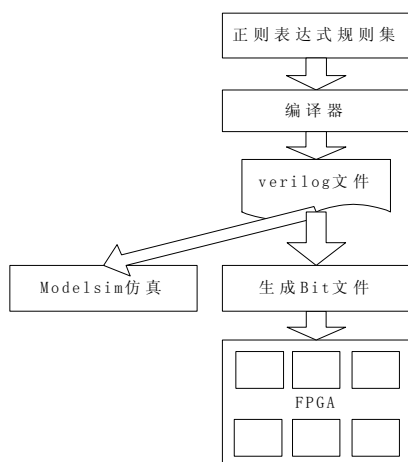 正则表达式规则集
编译器
verilog文件
Modelsim仿真
生成Bit文件
FPGA